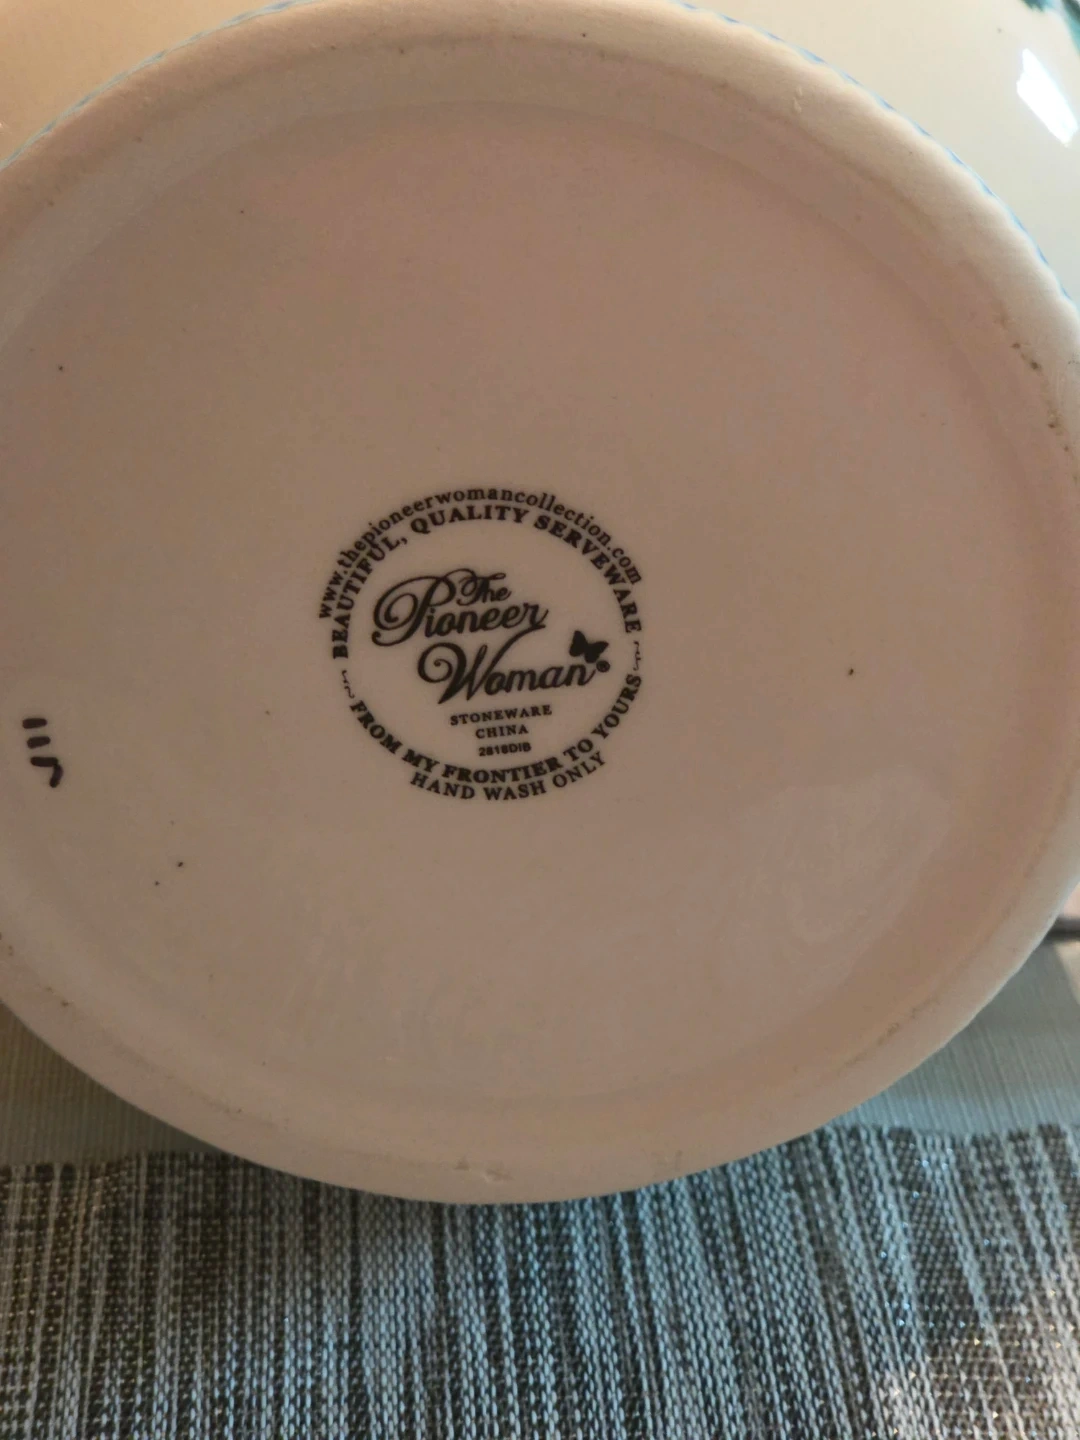 www.thepioneerwomancollection.com
BEAUTIFUL, QUALITY SERVEWARE
The
Pioneer
Woman®
STONEWARE
CHINA
2818DIB
FROM MY FRONTIER TO YOURS
HAND WASH ONLY